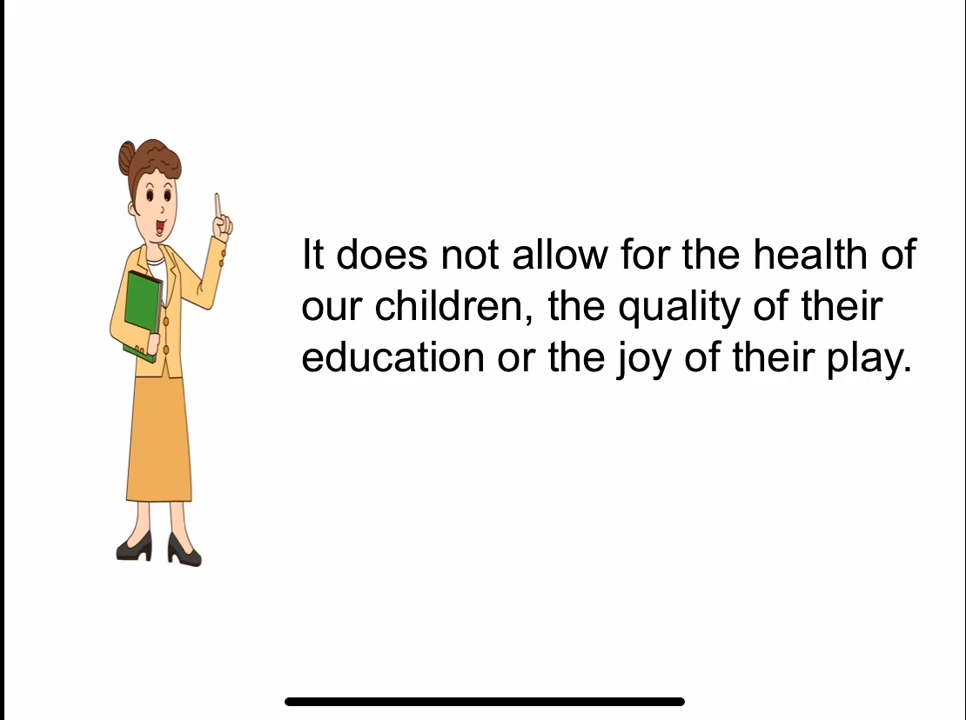 It does not allow for the health of
our children, the quality of their
education or the joy of their play.